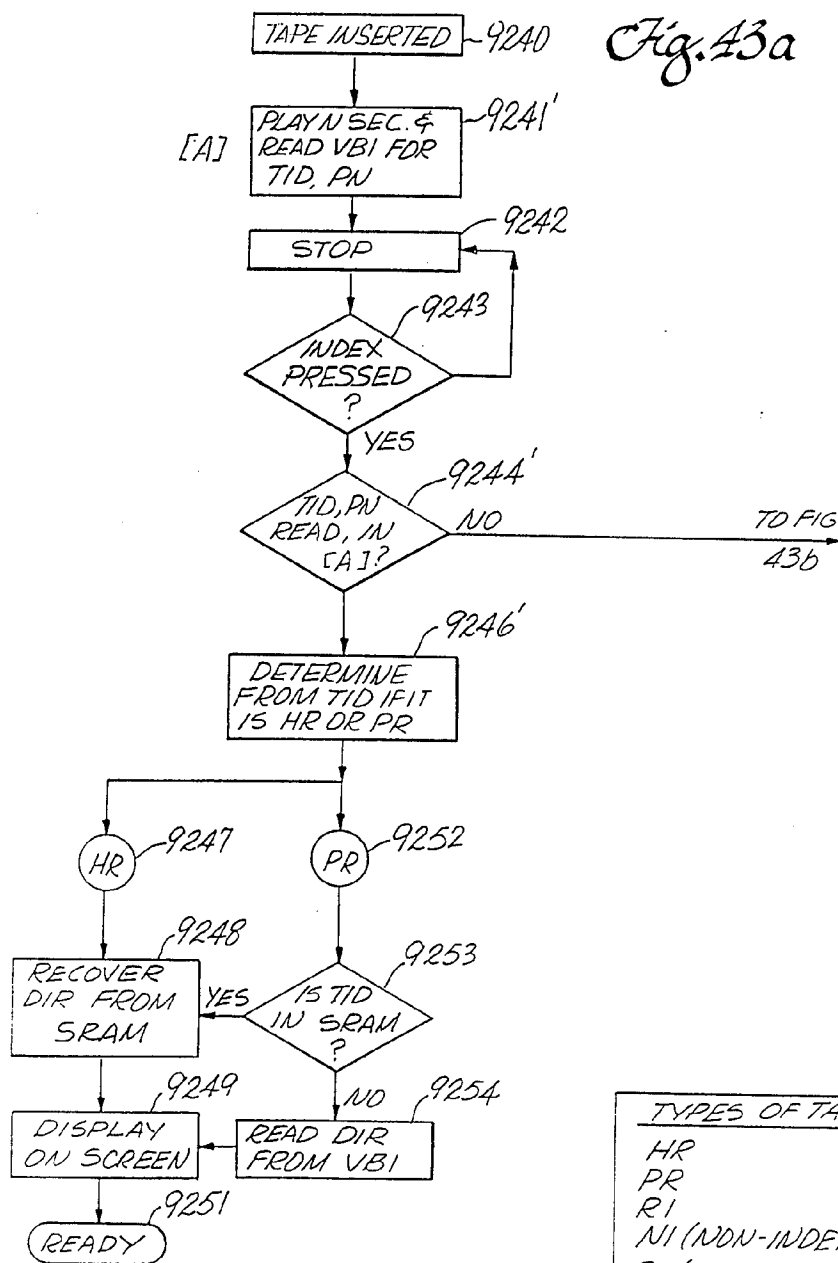 TAPE INSERTED
9240
Fig. 43a
[A]
PLAY N SEC. &
READ VBI FOR
TID, PN
9241'
STOP
9242
INDEX
PRESSED
?
9243
YES
TID, PN
READ, IN
[A]?
9244'
NO
TO FIG
43b
DETERMINE
FROM TID IF IT
IS HR OR PR
9246'
HR
9247
PR
9252
RECOVER
DIR FROM
SRAM
9248
YES
IS TID
IN SRAM
?
9253
NO
DISPLAY
ON SCREEN
9249
READ DIR
FROM VBI
9254
READY
9251
TYPES OF TA
HR
PR
RI
NI (NON-INDE